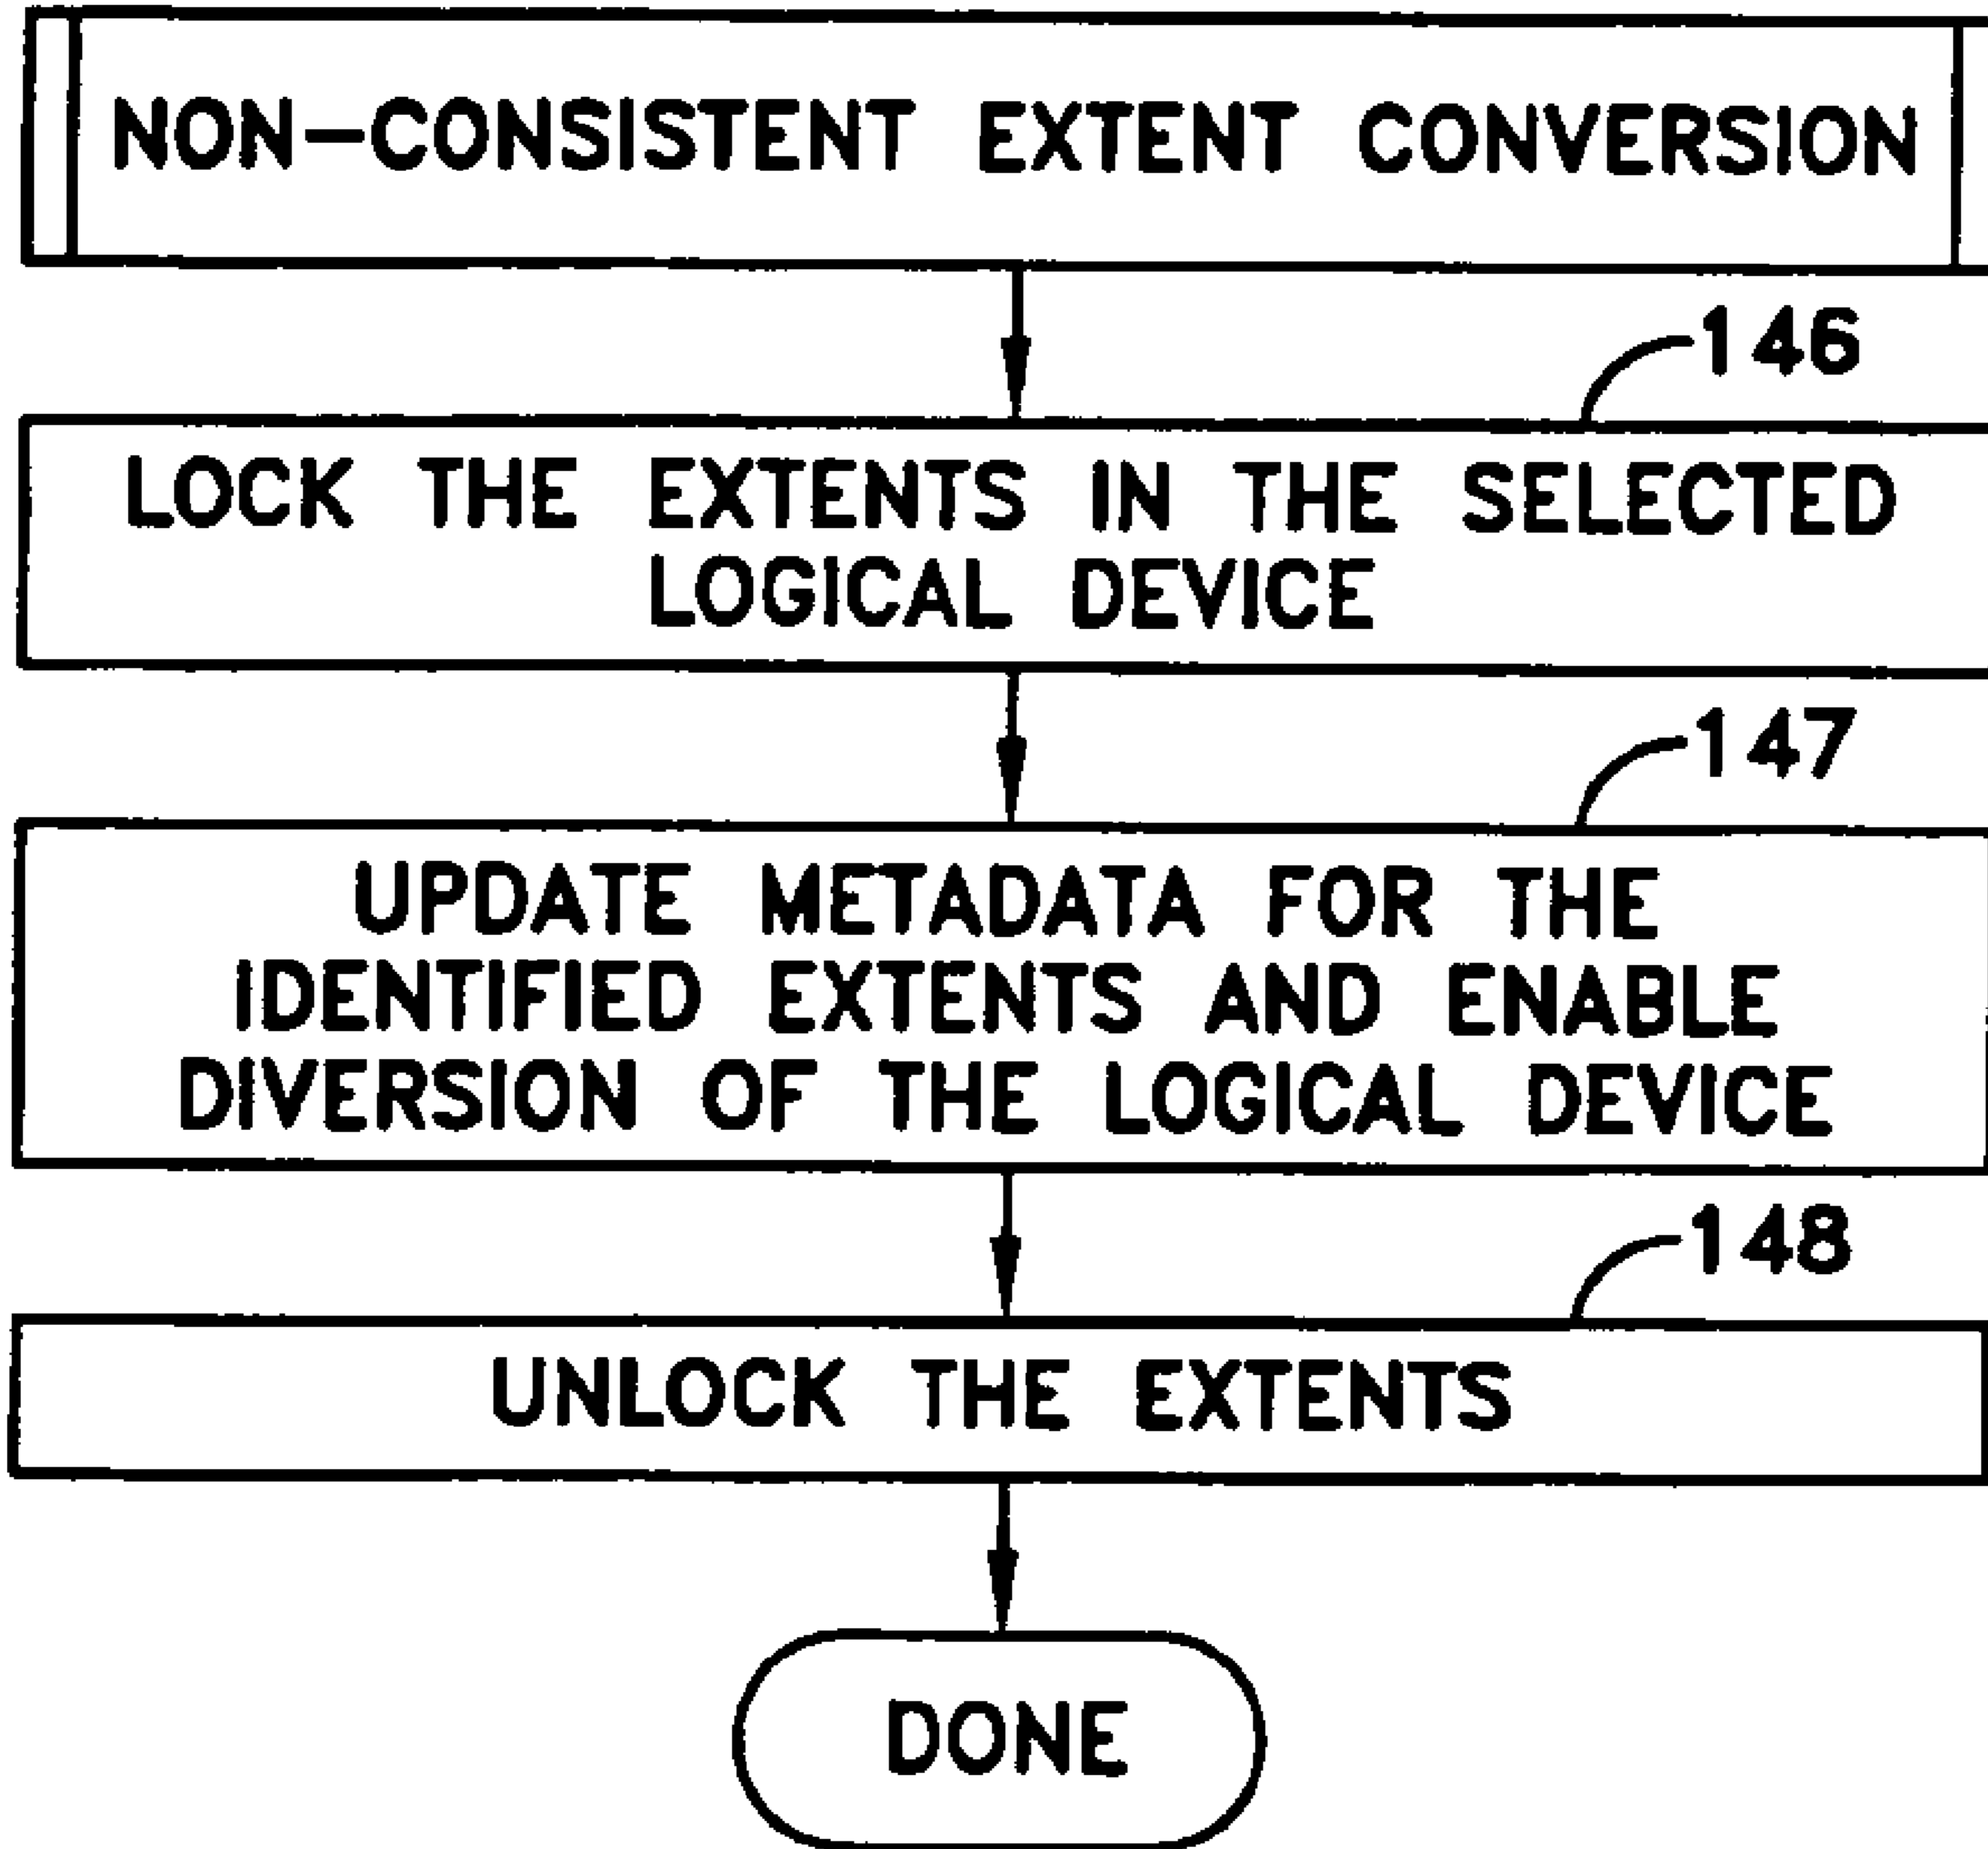 NON-CONSISTENT EXTENT CONVERSION
146
LOCK THE EXTENTS IN THE SELECTED
LOGICAL DEVICE
147
UPDATE METADATA FOR THE
IDENTIFIED EXTENTS AND ENABLE
DIVERSION OF THE LOGICAL DEVICE
148
UNLOCK THE EXTENTS
DONE